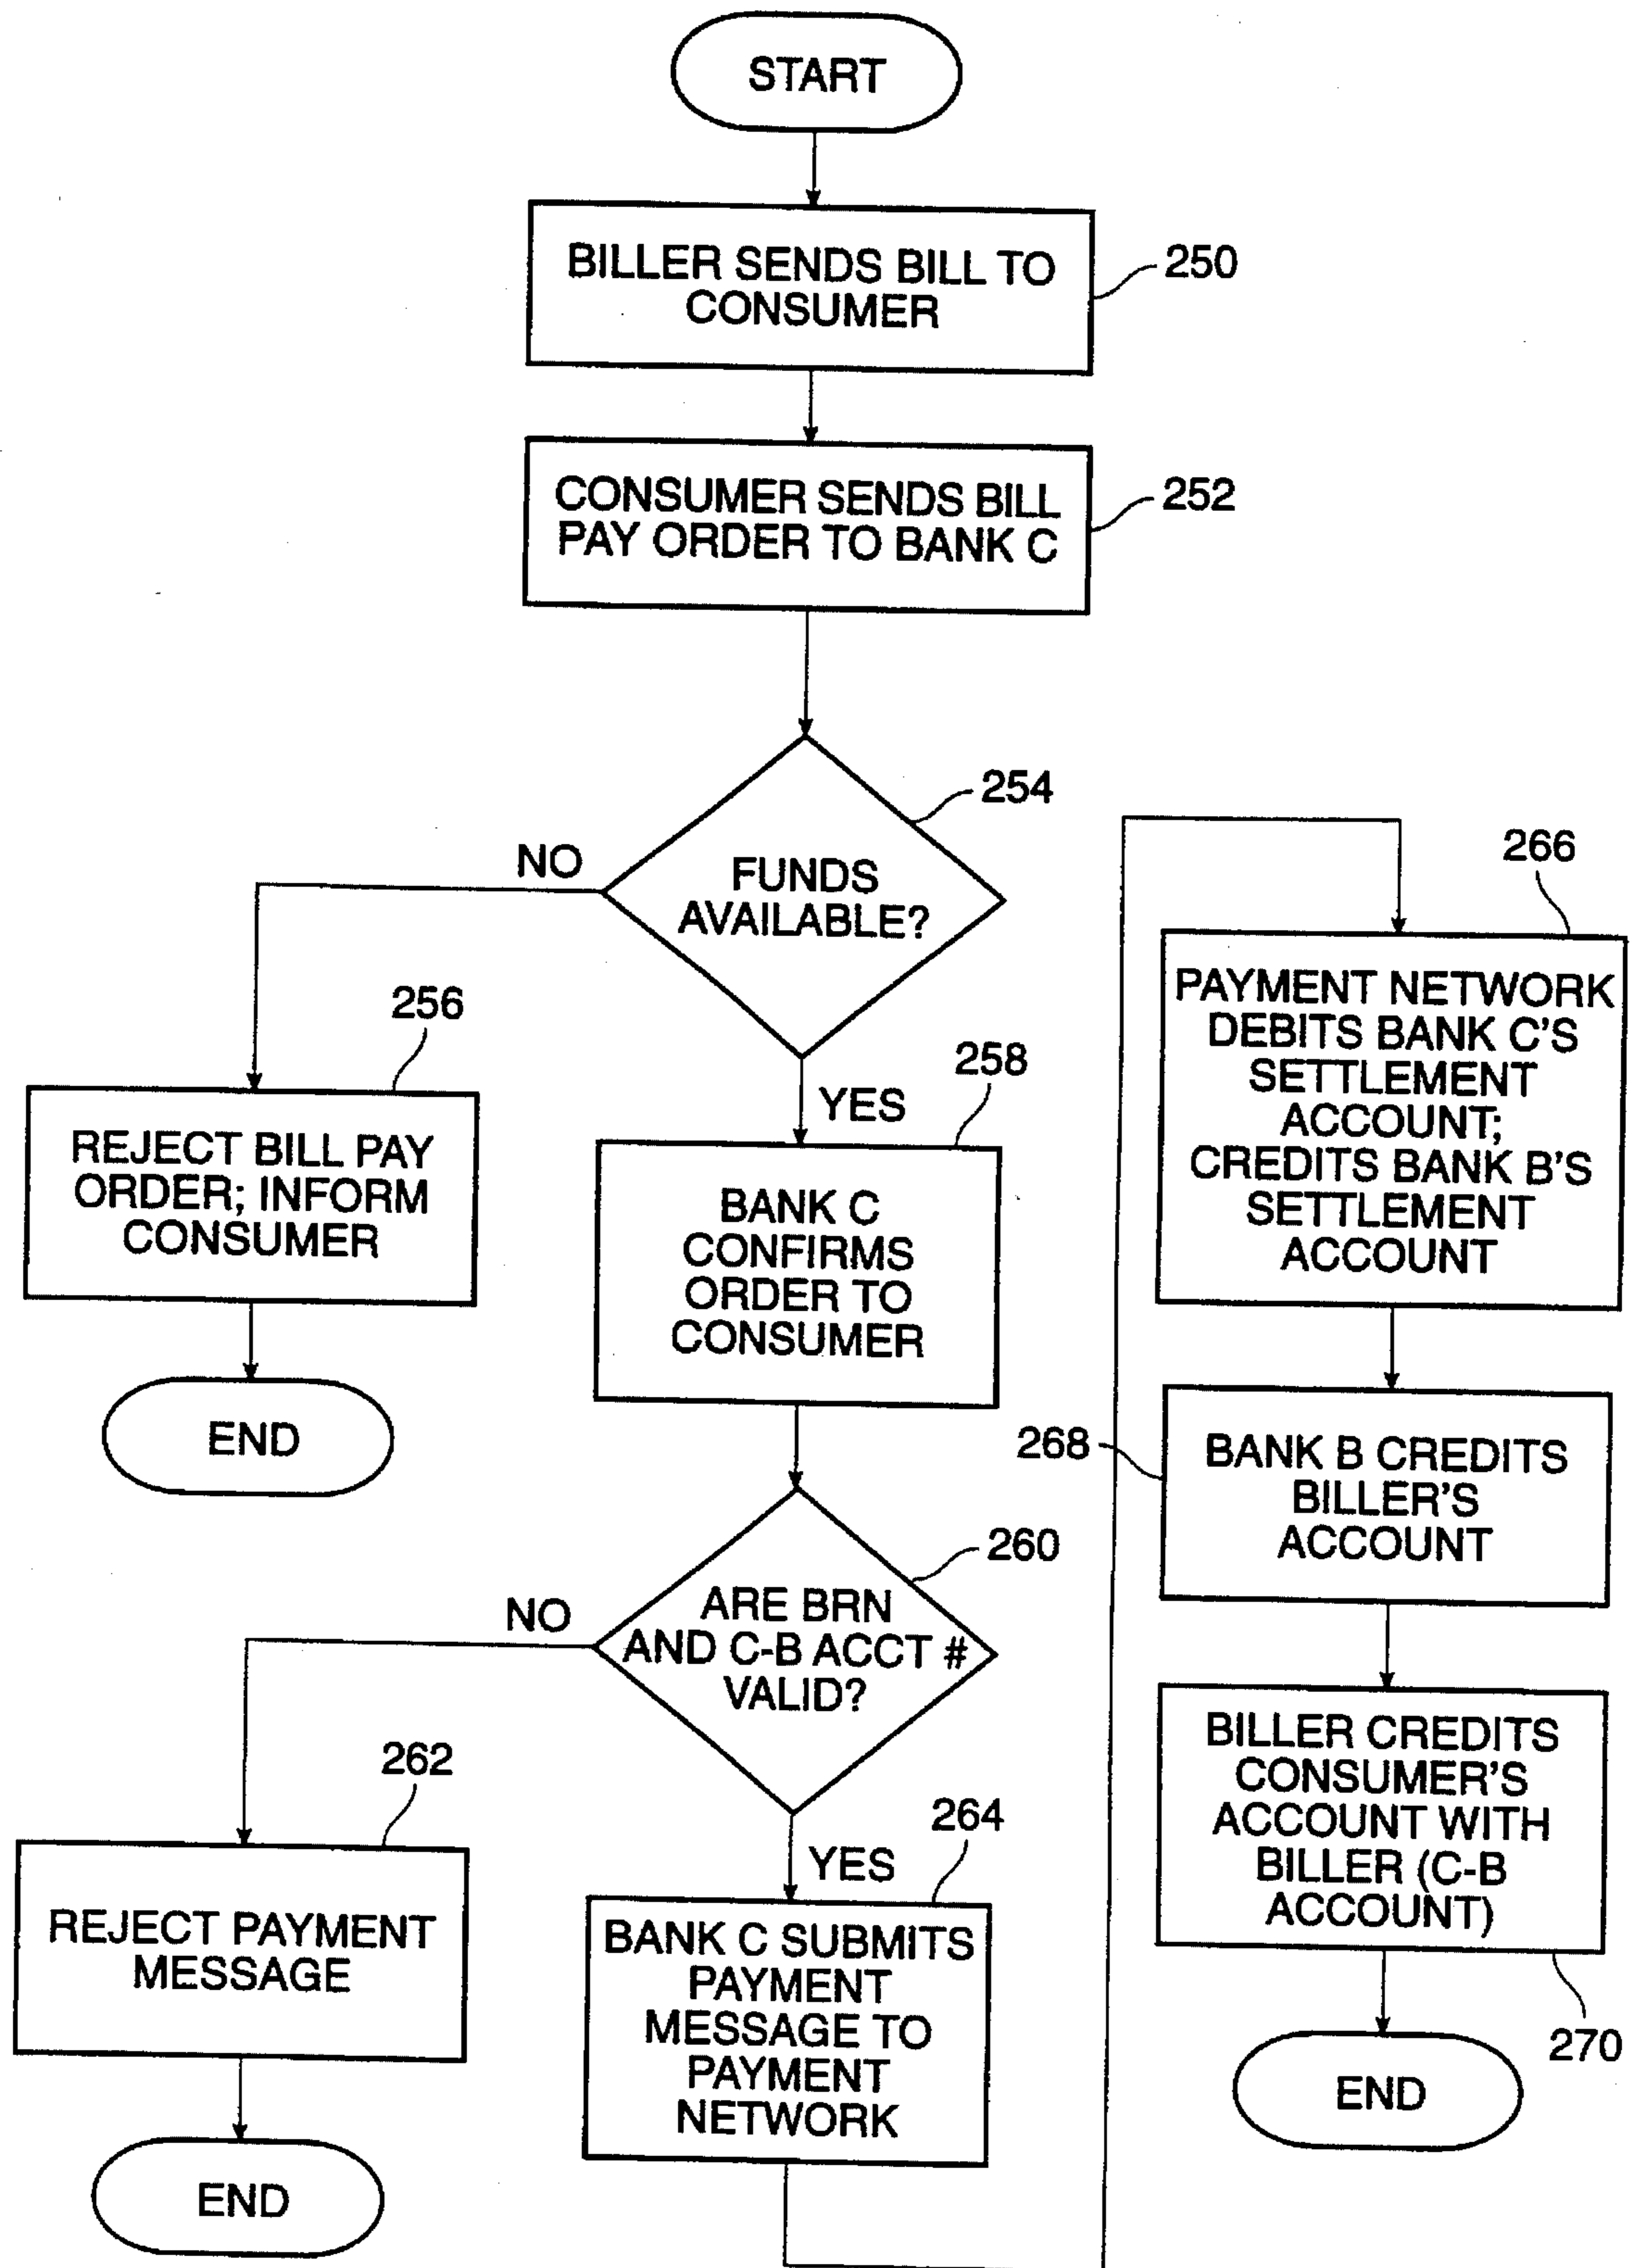 START
BILLER SENDS BILL TO
CONSUMER
250
CONSUMER SENDS BILL
PAY ORDER TO BANK C
252
254
FUNDS
AVAILABLE?
NO
YES
256
REJECT BILL PAY
ORDER; INFORM
CONSUMER
END
258
BANK C
CONFIRMS
ORDER TO
CONSUMER
260
ARE BRN
AND C-B ACCT #
VALID?
NO
YES
262
REJECT PAYMENT
MESSAGE
END
264
BANK C SUBMITS
PAYMENT
MESSAGE TO
PAYMENT
NETWORK
266
PAYMENT NETWORK
DEBITS BANK C'S
SETTLEMENT
ACCOUNT;
CREDITS BANK B'S
SETTLEMENT
ACCOUNT
268
BANK B CREDITS
BILLER'S
ACCOUNT
BILLER CREDITS
CONSUMER'S
ACCOUNT WITH
BILLER (C-B
ACCOUNT)
270
END